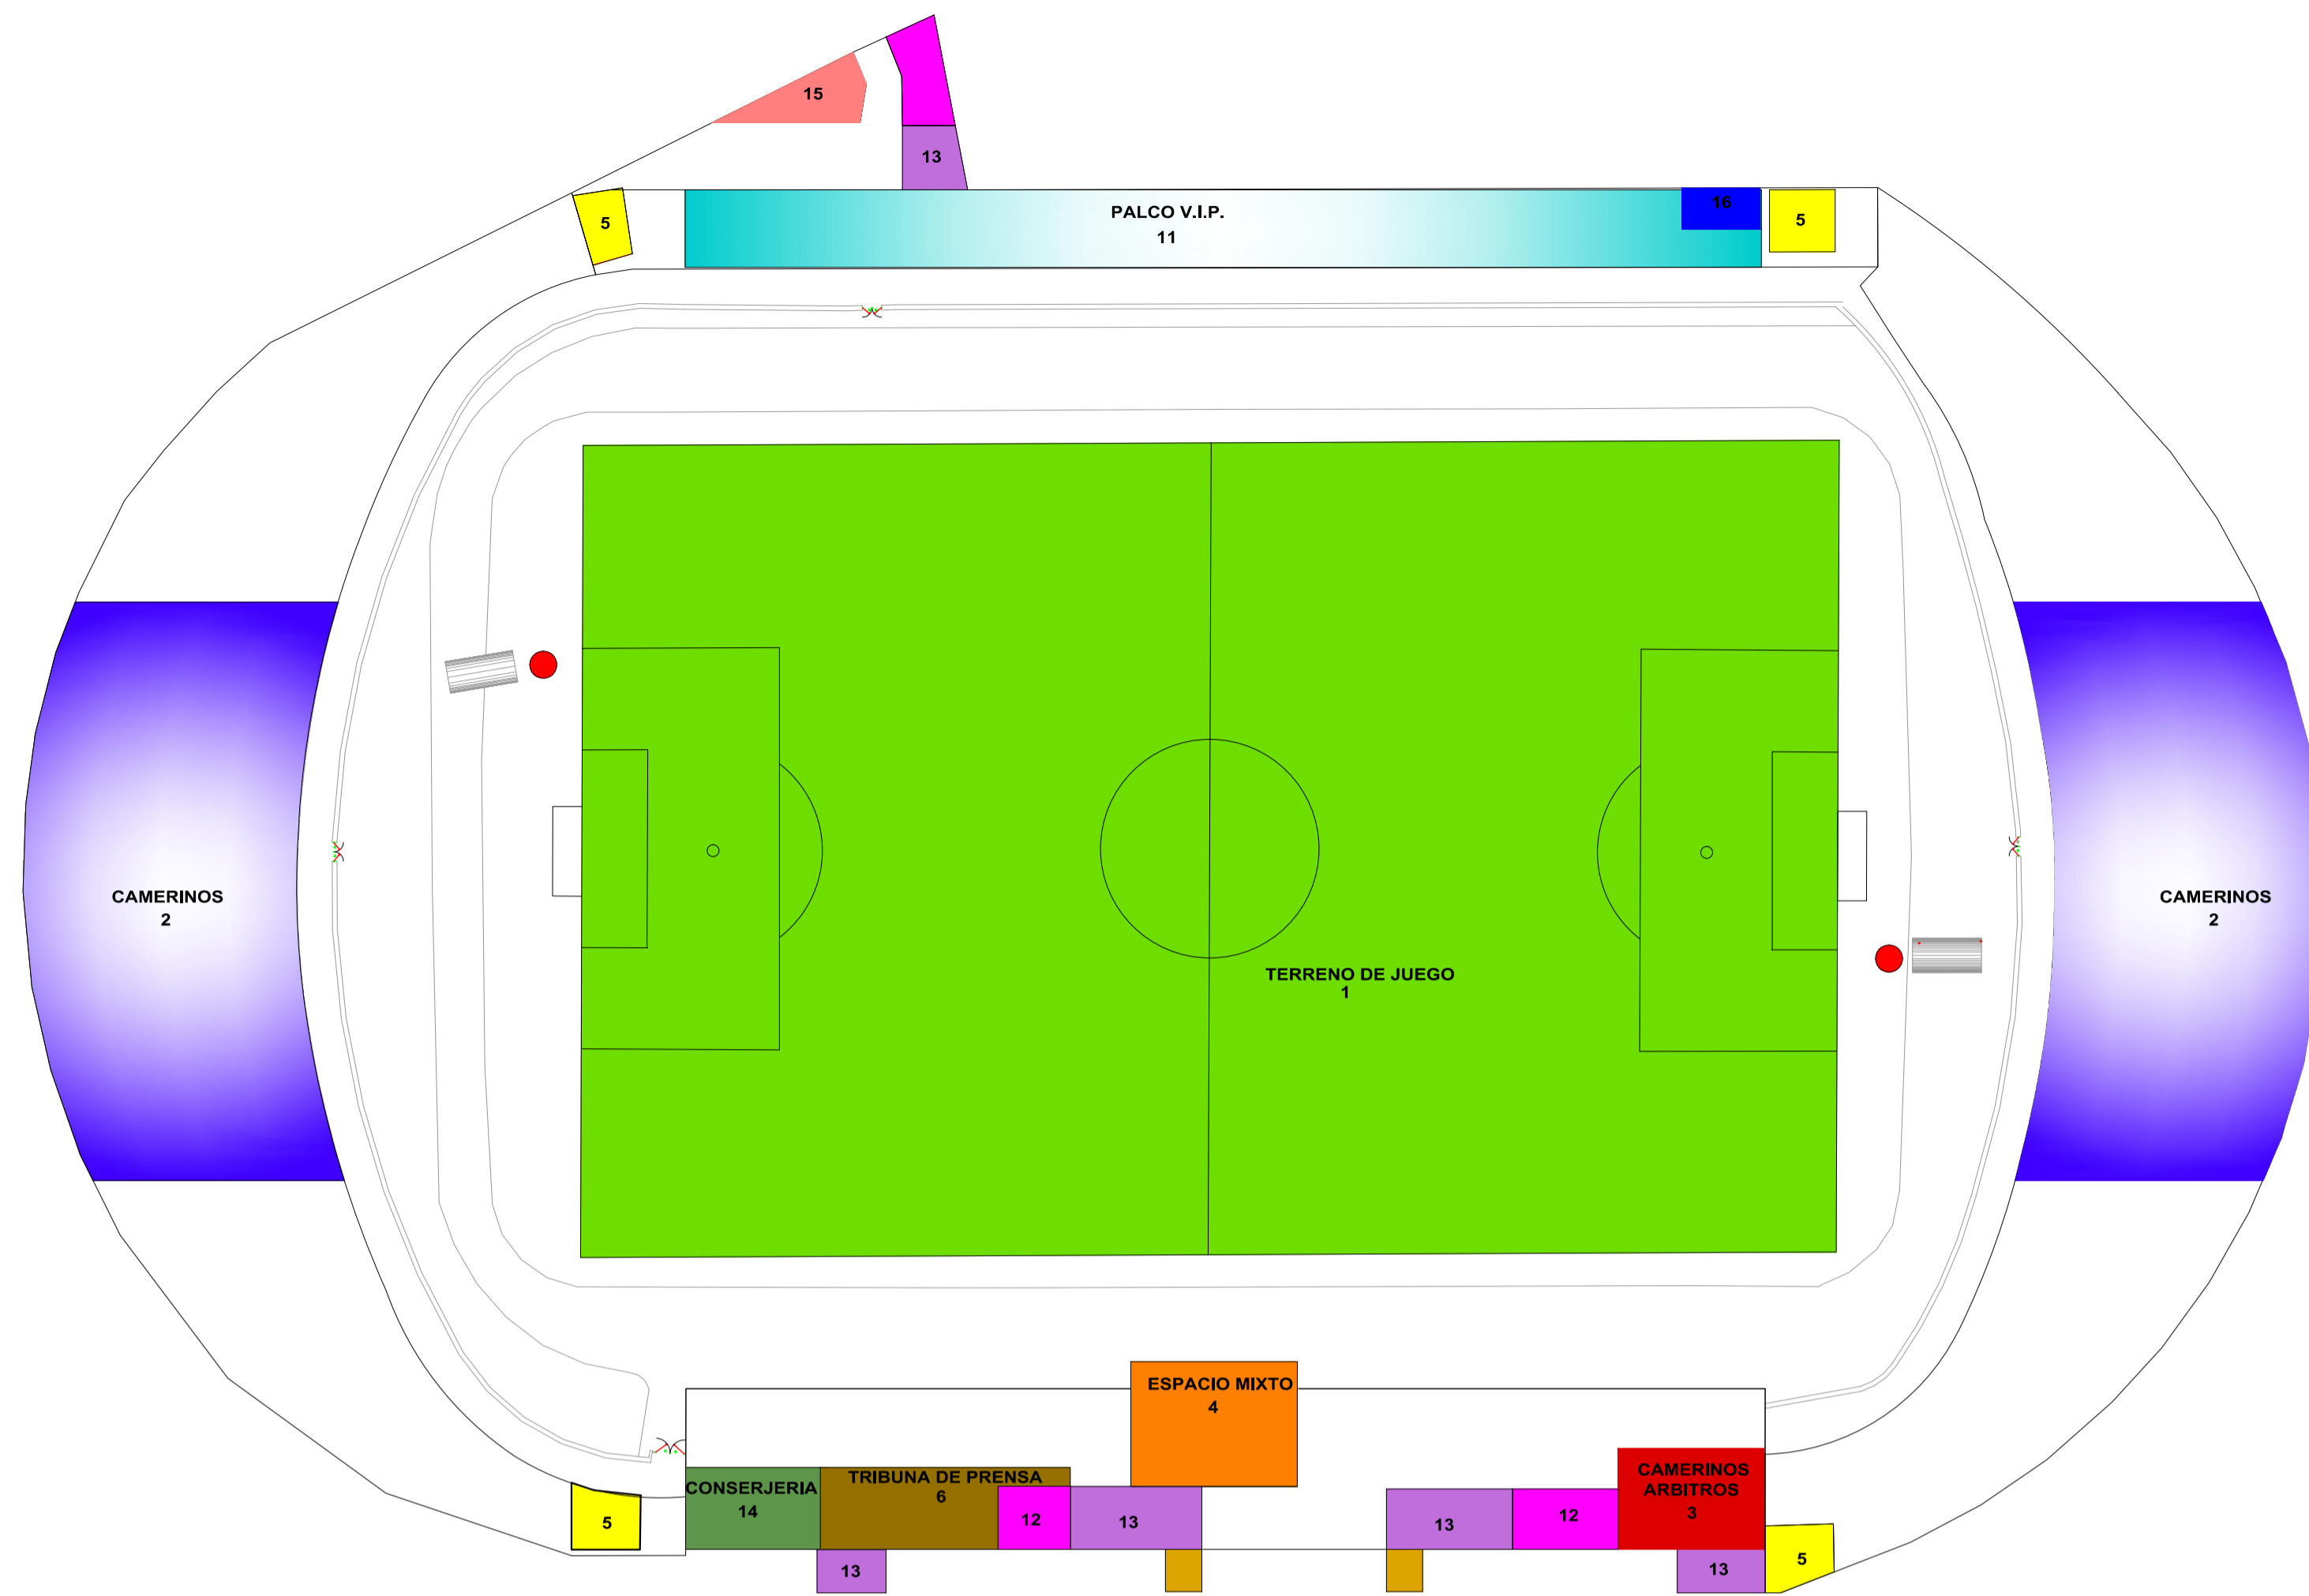 15
13
PALCO V.I.P.
11
16
5
5
CAMERINOS
2
CAMERINOS
2
TERRENO DE JUEGO
1
ESPACIO MIXTO
4
CONSERJERIA
14
TRIBUNA DE PRENSA
6
12
13
13
12
CAMERINOS
ARBITROS
3
5
13
13
5